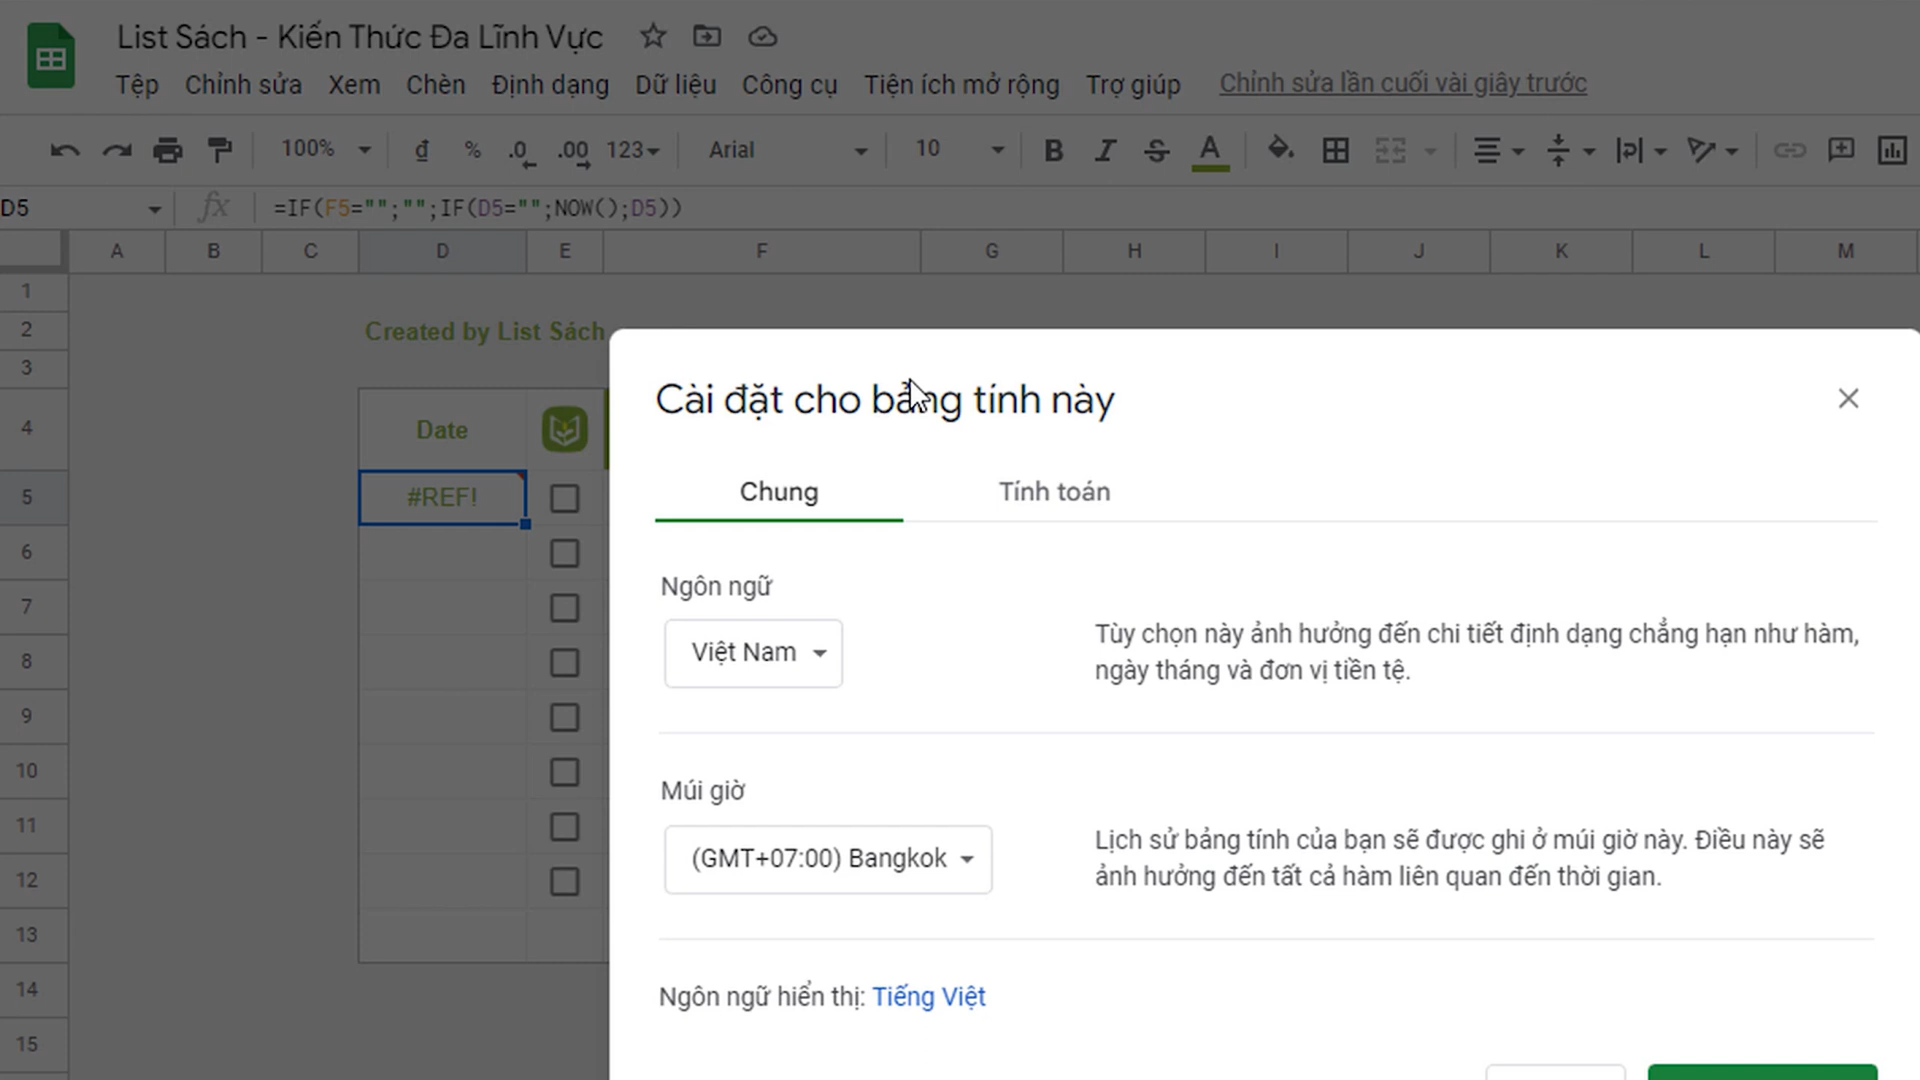 List Sách - Kiến Thức Đa Lĩnh Vực
Tệp Chỉnh sửa Xem Chèn Định dạng Dữ liệu Công cụ Tiện ích mở rộng Trợ giúp Chỉnh sửa lần cuối vài giây trước
100% ₫ % .0 .00 123 Arial 10 B I S A
D5 fx =IF(F5="";"";IF(D5="";NOW();D5))
A B C D E F G H I J K L M
1
2 Created by List Sách
3
4 Date
5 #REF!
6
7
8
9
10
11
12
13
14
15
Cài đặt cho bảng tính này
Chung Tính toán
Ngôn ngữ
Việt Nam
Tùy chọn này ảnh hưởng đến chi tiết định dạng chẳng hạn như hàm,
ngày tháng và đơn vị tiền tệ.
Múi giờ
(GMT+07:00) Bangkok
Lịch sử bảng tính của bạn sẽ được ghi ở múi giờ này. Điều này sẽ
ảnh hưởng đến tất cả hàm liên quan đến thời gian.
Ngôn ngữ hiển thị: Tiếng Việt